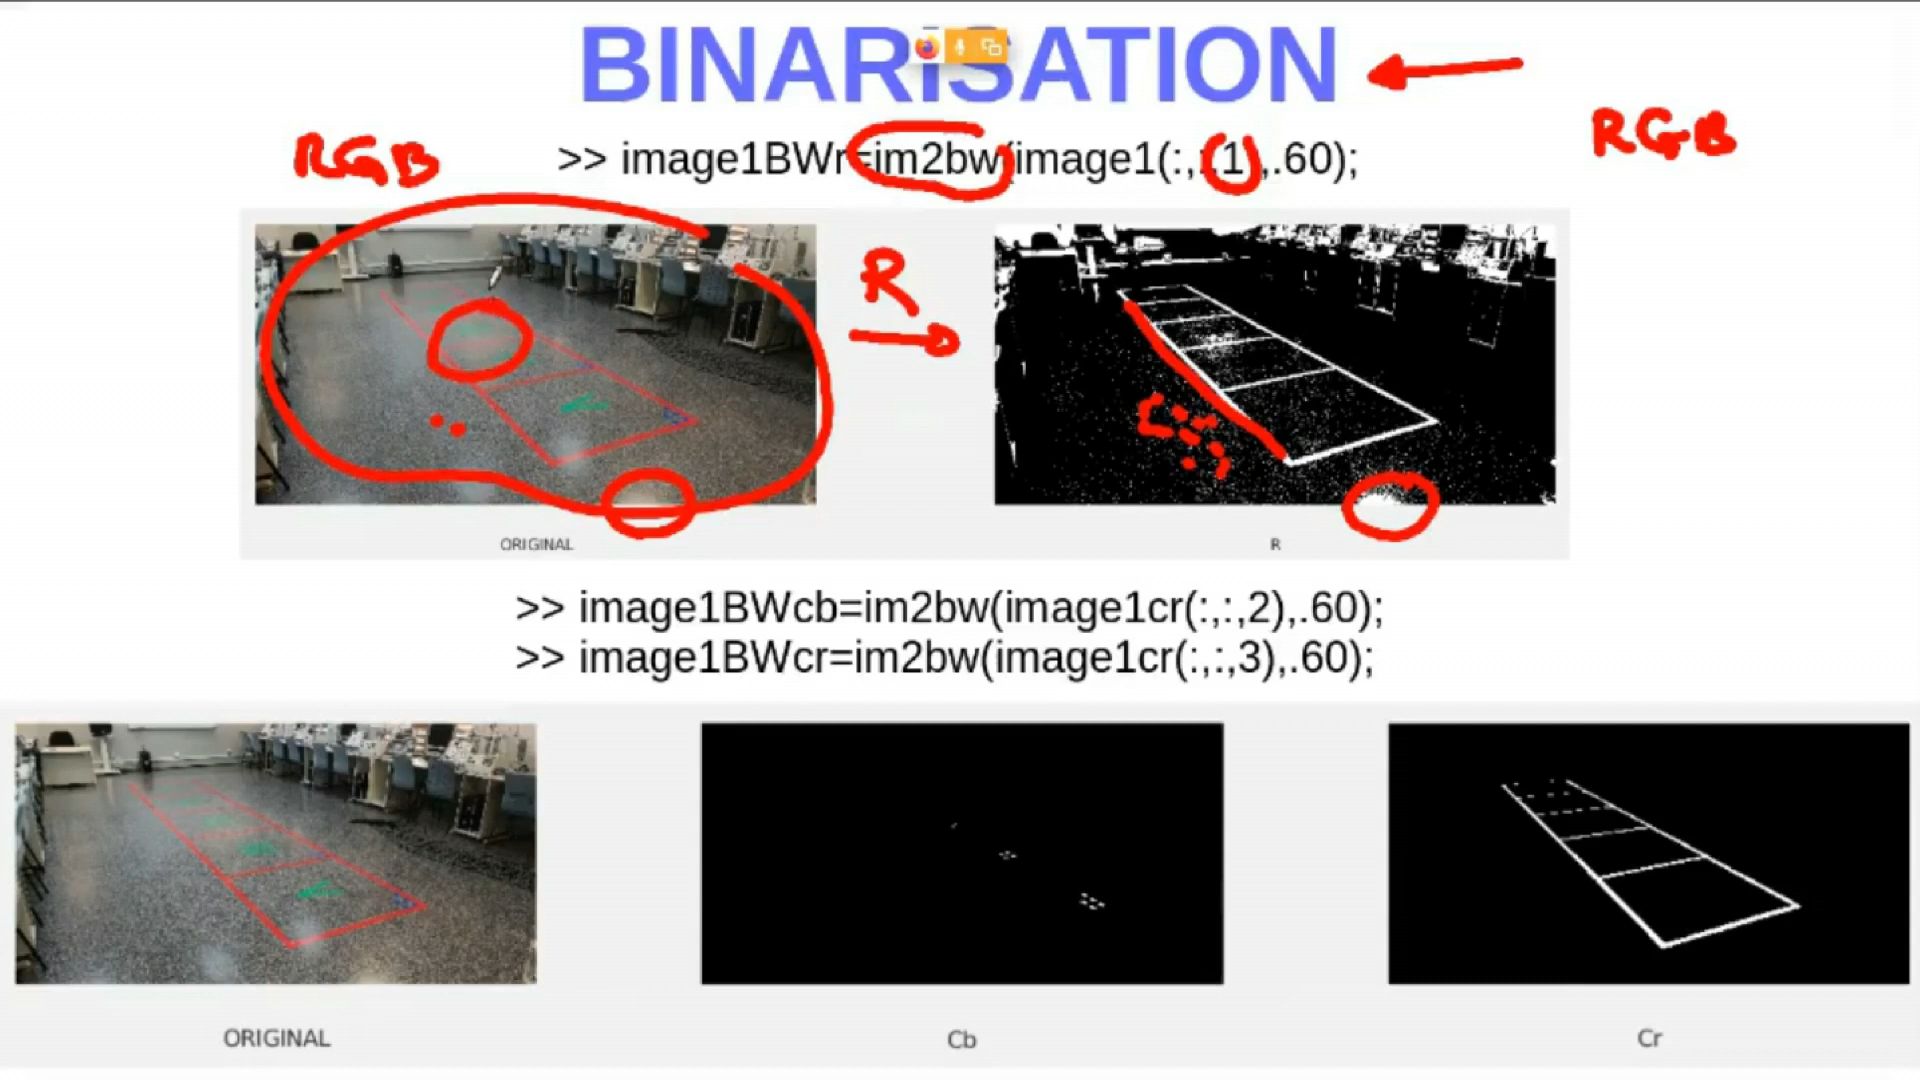 BINARISATION
RGB
>> image1BWr=im2bw(image1(:,:,1),.60);
RGB
R
ORIGINAL
R
>> image1BWcb=im2bw(image1cr(:,:,2),.60);
>> image1BWcr=im2bw(image1cr(:,:,3),.60);
ORIGINAL
Cb
Cr